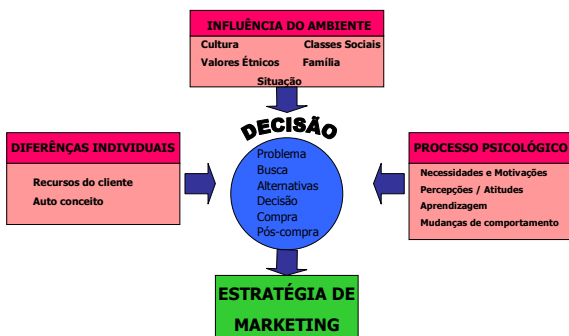 INFLUÊNCIA DO AMBIENTE
Cultura Classes Sociais
Valores Étnicos Família
Situação
DECISÃO
DIFERÊNÇAS INDIVIDUAIS
Recursos do cliente
Auto conceito
Problema
Busca
Alternativas
Decisão
Compra
Pós-compra
PROCESSO PSICOLÓGICO
Necessidades e Motivações
Percepções / Atitudes
Aprendizagem
Mudanças de comportamento
ESTRATÉGIA DE
MARKETING